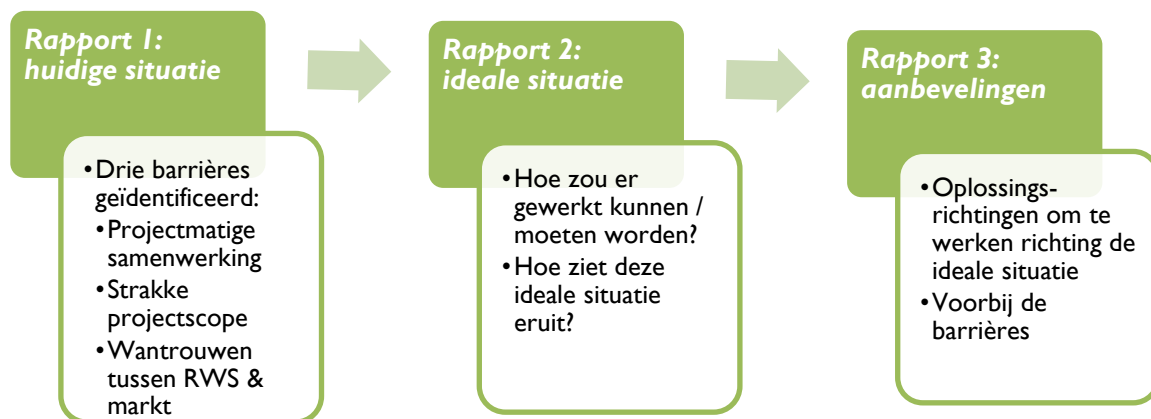 Rapport 1:
huidige situatie
•Drie barrières
geïdentificeerd:
•Projectmatige
samenwerking
•Strakke
projectscope
•Wantrouwen
tussen RWS &
markt
Rapport 2:
ideale situatie
•Hoe zou er
gewerkt kunnen /
moeten worden?
•Hoe ziet deze
ideale situatie
eruit?
Rapport 3:
aanbevelingen
•Oplossings-
richtingen om te
werken richting de
ideale situatie
•Voorbij de
barrières